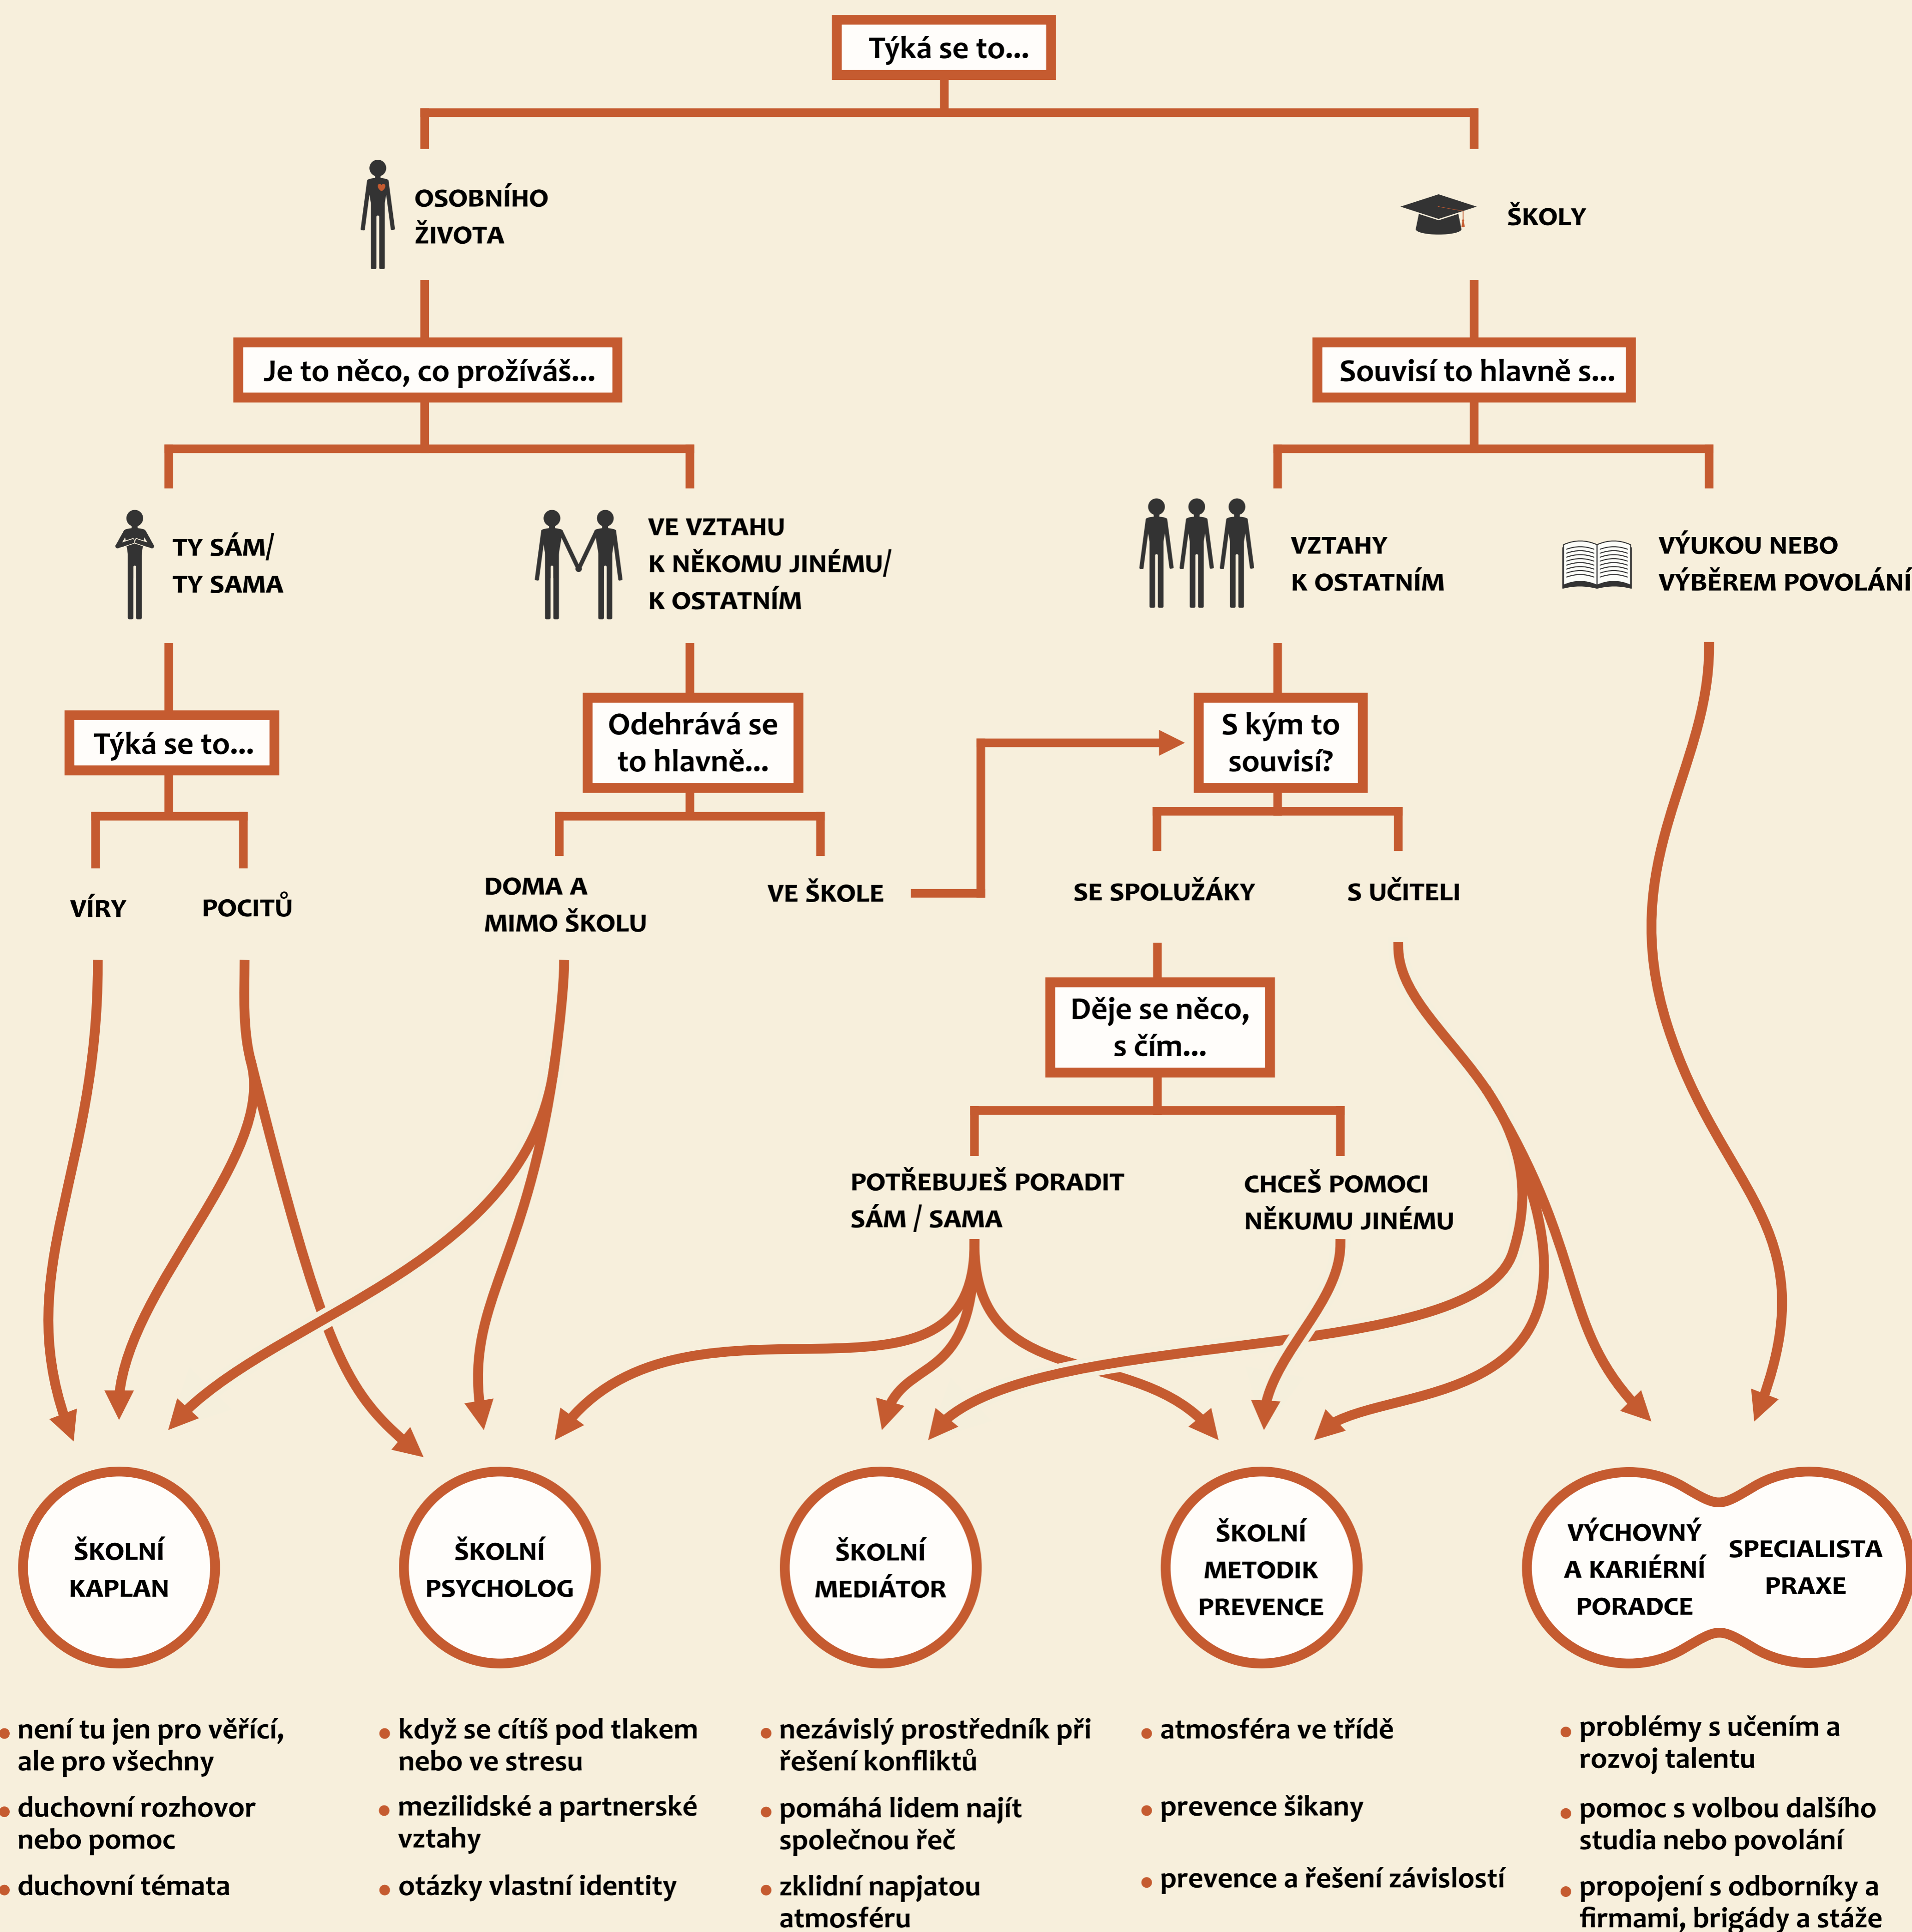 Týká se to...
OSOBNÍHO
ŽIVOTA
ŠKOLY
Je to něco, co prožíváš...
Souvisí to hlavně s...
TY SÁM/
TY SAMA
VE VZTAHU
K NĚKOMU JINÉMU/
K OSTATNÍM
VZTAHY
K OSTATNÍM
VÝUKOU NEBO
VÝBĚREM POVOLÁNÍ
Týká se to...
Odehrává se
to hlavně...
S kým to
souvisí?
VÍRY
POCITŮ
DOMA A
MIMO ŠKOLU
VE ŠKOLE
SE SPOLUŽÁKY
S UČITELI
Děje se něco,
s čím...
POTŘEBUJEŠ PORADIT
SÁM / SAMA
CHCEŠ POMOCI
NĚKUMU JINÉMU
ŠKOLNÍ
KAPLAN
ŠKOLNÍ
PSYCHOLOG
ŠKOLNÍ
MEDIÁTOR
ŠKOLNÍ
METODIK
PREVENCE
VÝCHOVNÝ
A KARIÉRNÍ
PORADCE
SPECIALISTA
PRAXE
• není tu jen pro věřící,
ale pro všechny
• duchovní rozhovor
nebo pomoc
• duchovní témata
• když se cítíš pod tlakem
nebo ve stresu
• mezilidské a partnerské
vztahy
• otázky vlastní identity
• nezávislý prostředník při
řešení konfliktů
• pomáhá lidem najít
společnou řeč
• zklidní napjatou
atmosféru
• atmosféra ve třídě
• prevence šikany
• prevence a řešení závislostí
• problémy s učením a
rozvoj talentu
• pomoc s volbou dalšího
studia nebo povolání
• propojení s odborníky a
firmami, brigády a stáže